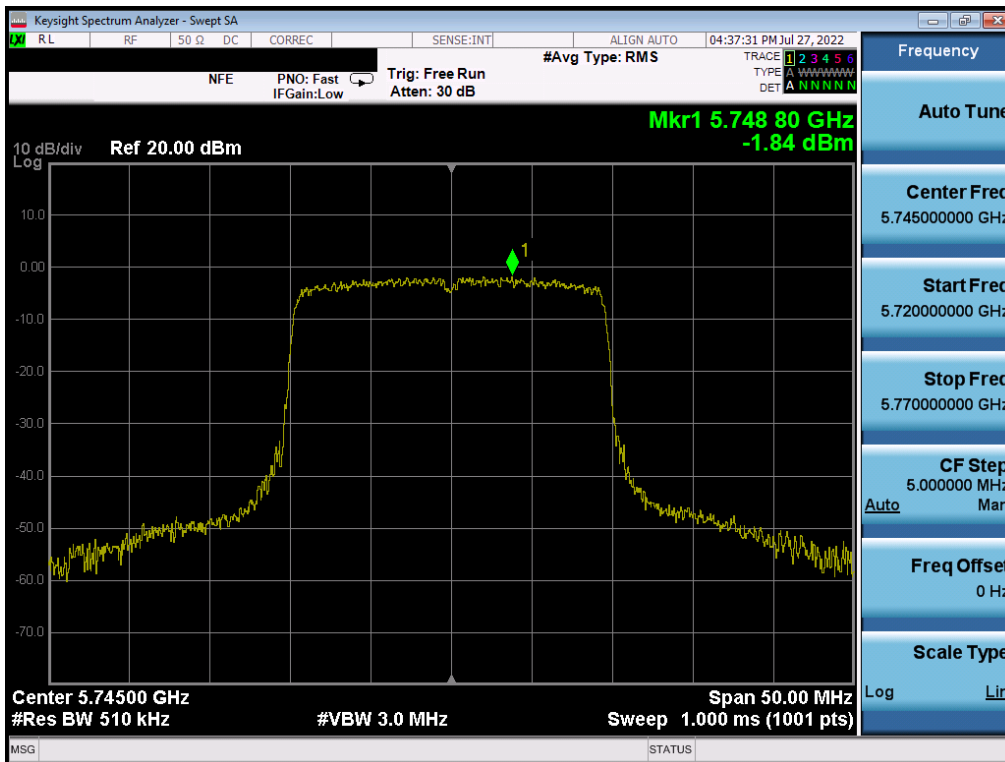 Keysight Spectrum Analyzer - Swept SA
LXI RL RF 50 Ω DC CORREC SENSE:INT ALIGN AUTO 04:37:31 PM Jul 27, 2022
NFE PNO: Fast Trig: Free Run #Avg Type: RMS TRACE 1 2 3 4 5 6
IFGain:Low Atten: 30 dB TYPE A WWWWW
DET A N N N N N
Mkr1 5.748 80 GHz
-1.84 dBm
10 dB/div Ref 20.00 dBm
Log
10.0
0.00
-10.0
-20.0
-30.0
-40.0
-50.0
-60.0
-70.0
1
Center 5.74500 GHz Span 50.00 MHz
#Res BW 510 kHz #VBW 3.0 MHz Sweep 1.000 ms (1001 pts)
MSG STATUS
Frequency
Auto Tune
Center Freq
5.745000000 GHz
Start Freq
5.720000000 GHz
Stop Freq
5.770000000 GHz
CF Step
5.000000 MHz
Auto Man
Freq Offset
0 Hz
Scale Type
Log Lin